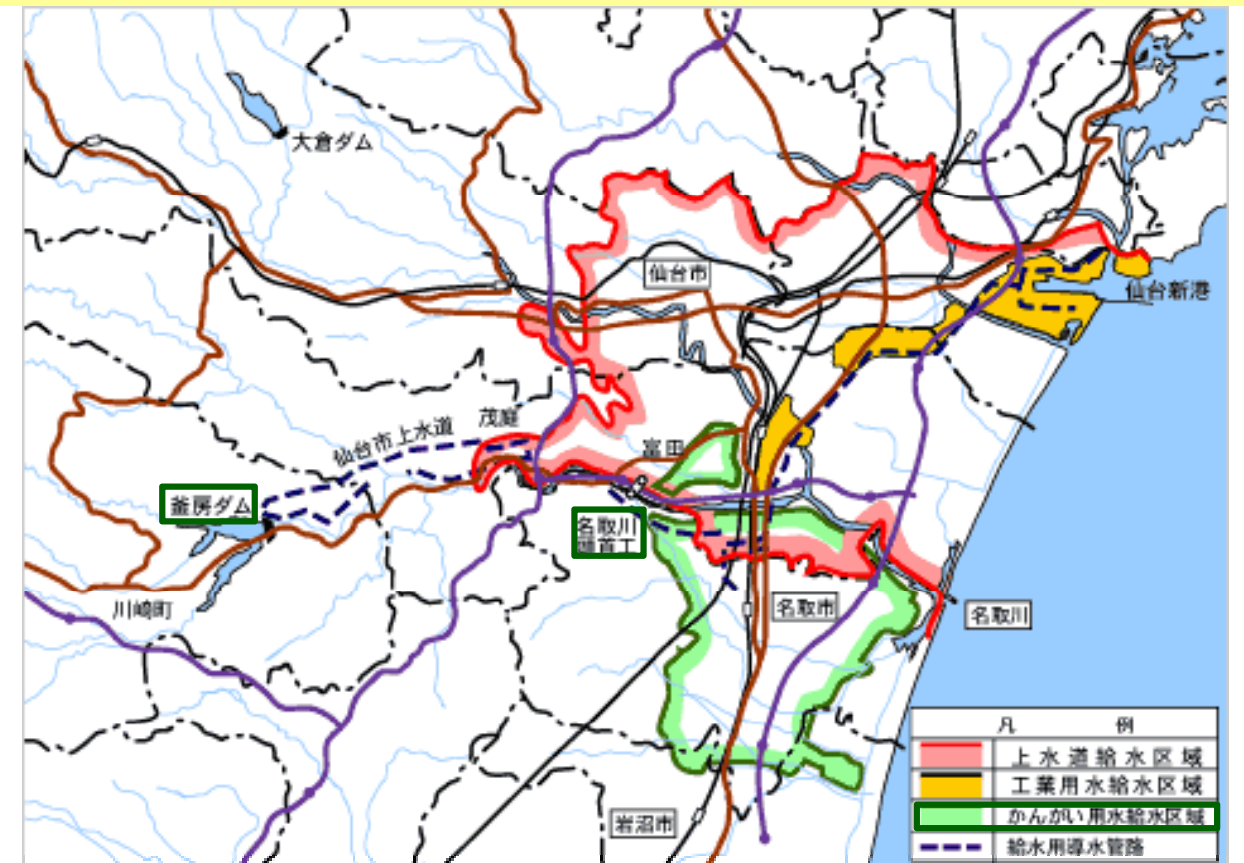 大倉ダム
仙台市
仙台新港
仙台市上水道
茂庭
富田
釜房ダム
名取川
頭首工
川崎町
名取市
名取川
岩沼市
凡 例
上水道給水区域
工業用水給水区域
かんがい用水給水区域
給水用導水管路